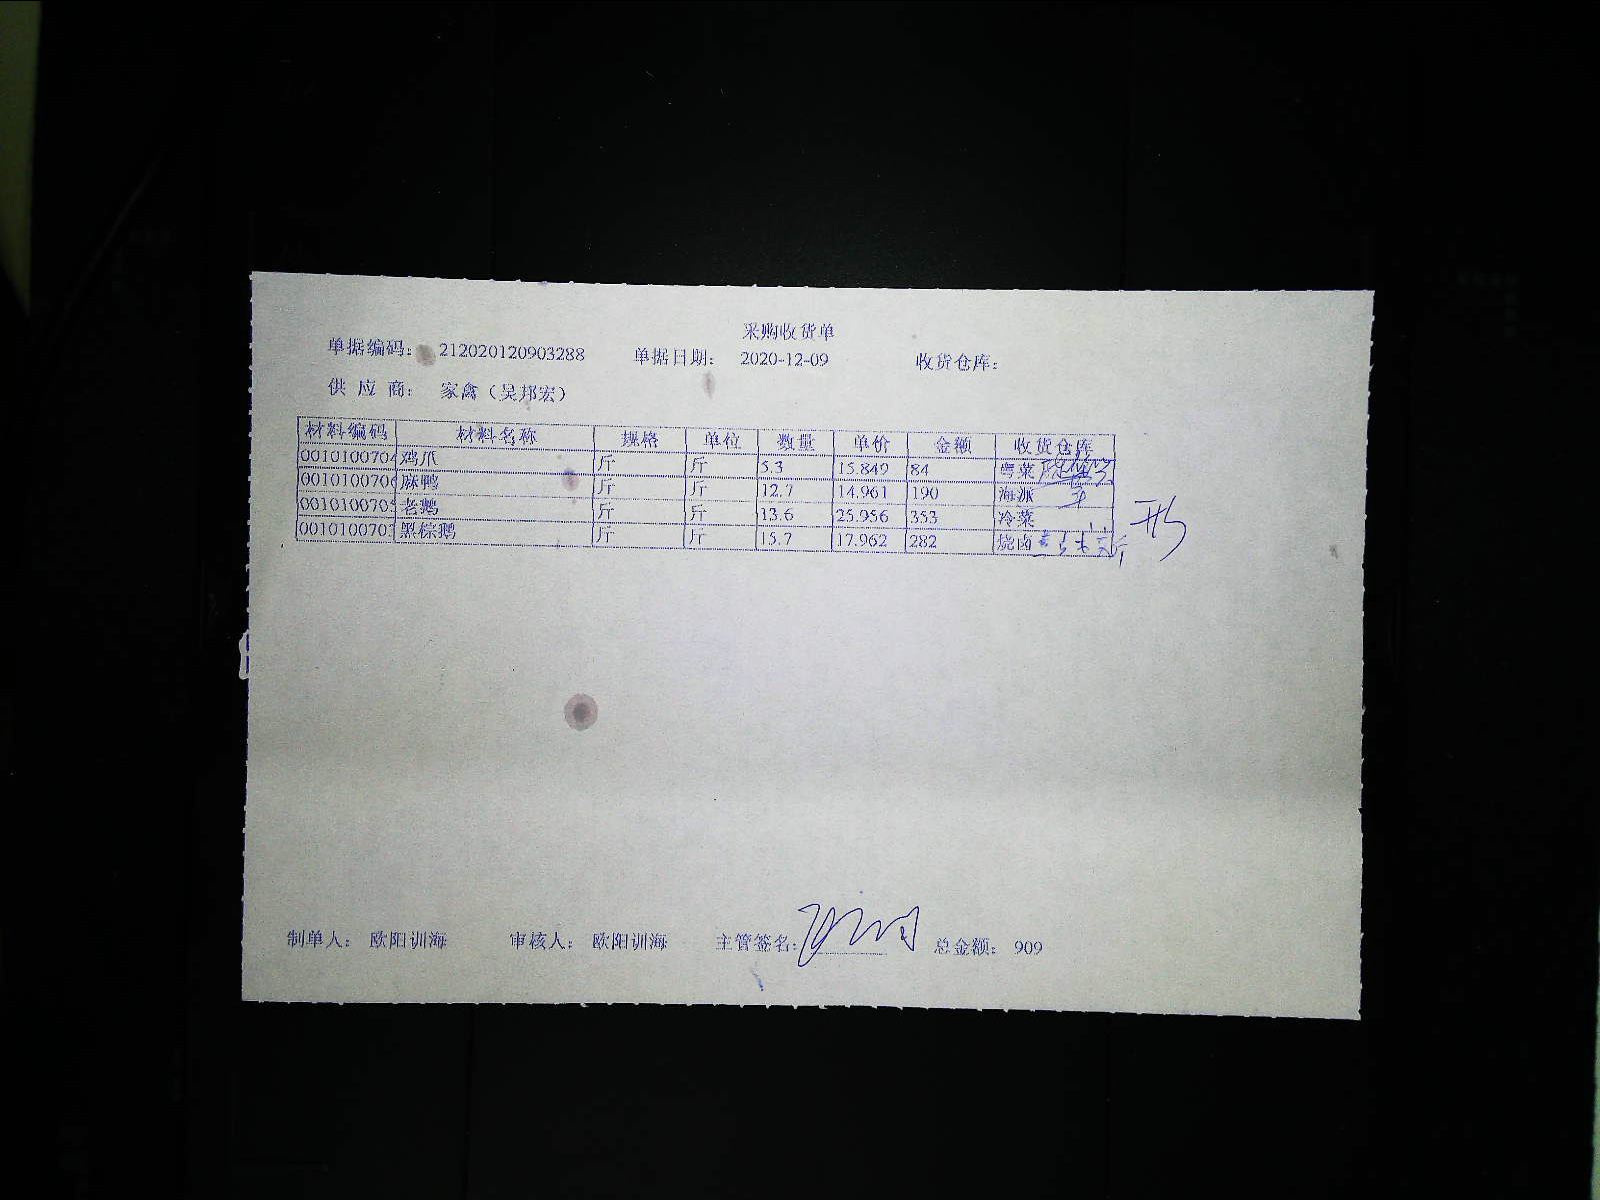 采购收货单
单据编码： 212020120903288 单据日期： 2020-12-09 收货仓库：
供 应 商： 家禽（吴邦宏）
材料编码 材料名称 规格 单位 数量 单价 金额 收货仓库
0010100704 鸡爪 斤 斤 5.3 15.849 84 粤菜
0010100706 麻鸭 斤 斤 12.7 14.961 190 海派
0010100705 老鹅 斤 斤 13.6 25.956 353 冷菜
001010070 黑棕鹅 斤 斤 15.7 17.962 282 烧卤
制单人： 欧阳训海 审核人： 欧阳训海 主管签名： 总金额： 909